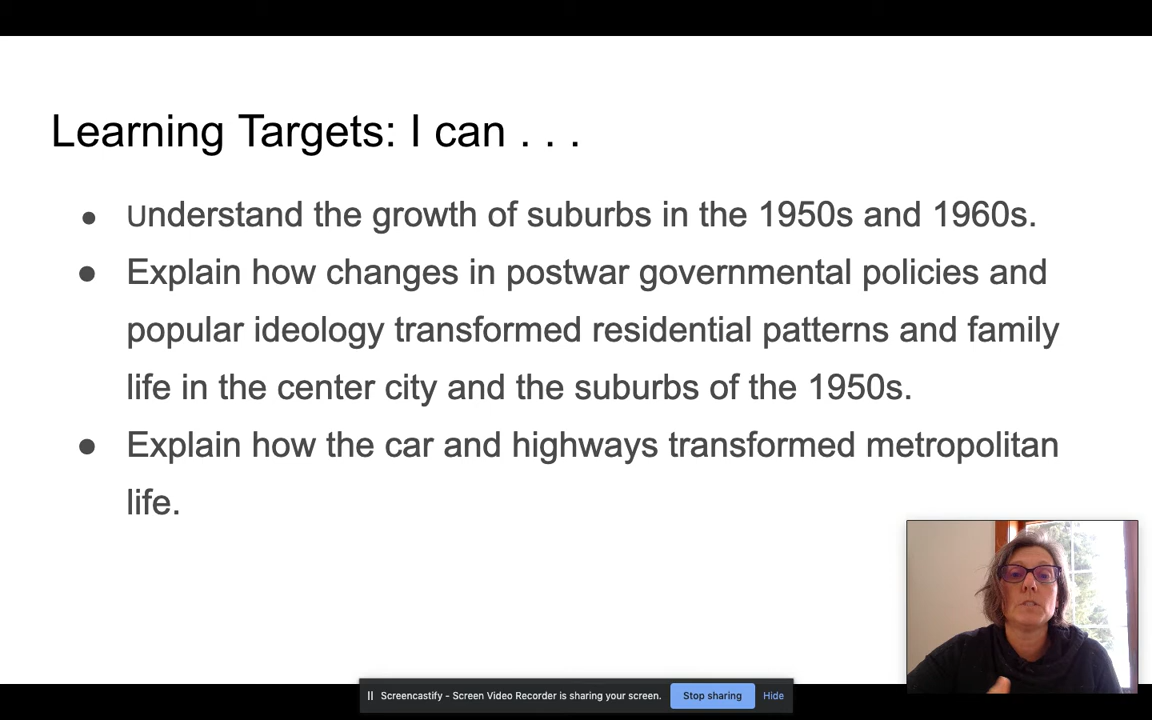 Learning Targets: I can . . .
● Understand the growth of suburbs in the 1950s and 1960s.
● Explain how changes in postwar governmental policies and
popular ideology transformed residential patterns and family
life in the center city and the suburbs of the 1950s.
● Explain how the car and highways transformed metropolitan
life.
Screencastify - Screen Video Recorder is sharing your screen. Stop sharing Hide